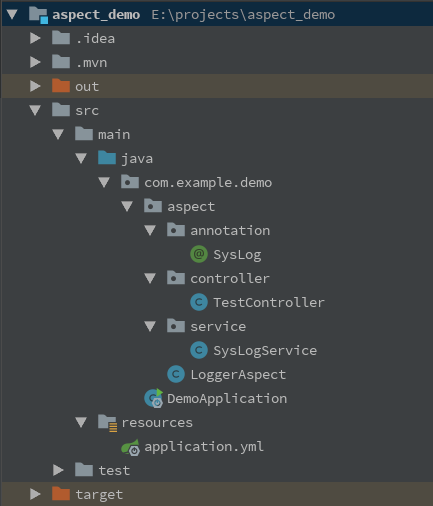 aspect_demo E:\projects\aspect_demo
.idea
.mvn
out
src
main
java
com.example.demo
aspect
annotation
@ SysLog
controller
C TestController
service
C SysLogService
C LoggerAspect
C DemoApplication
resources
application.yml
test
target